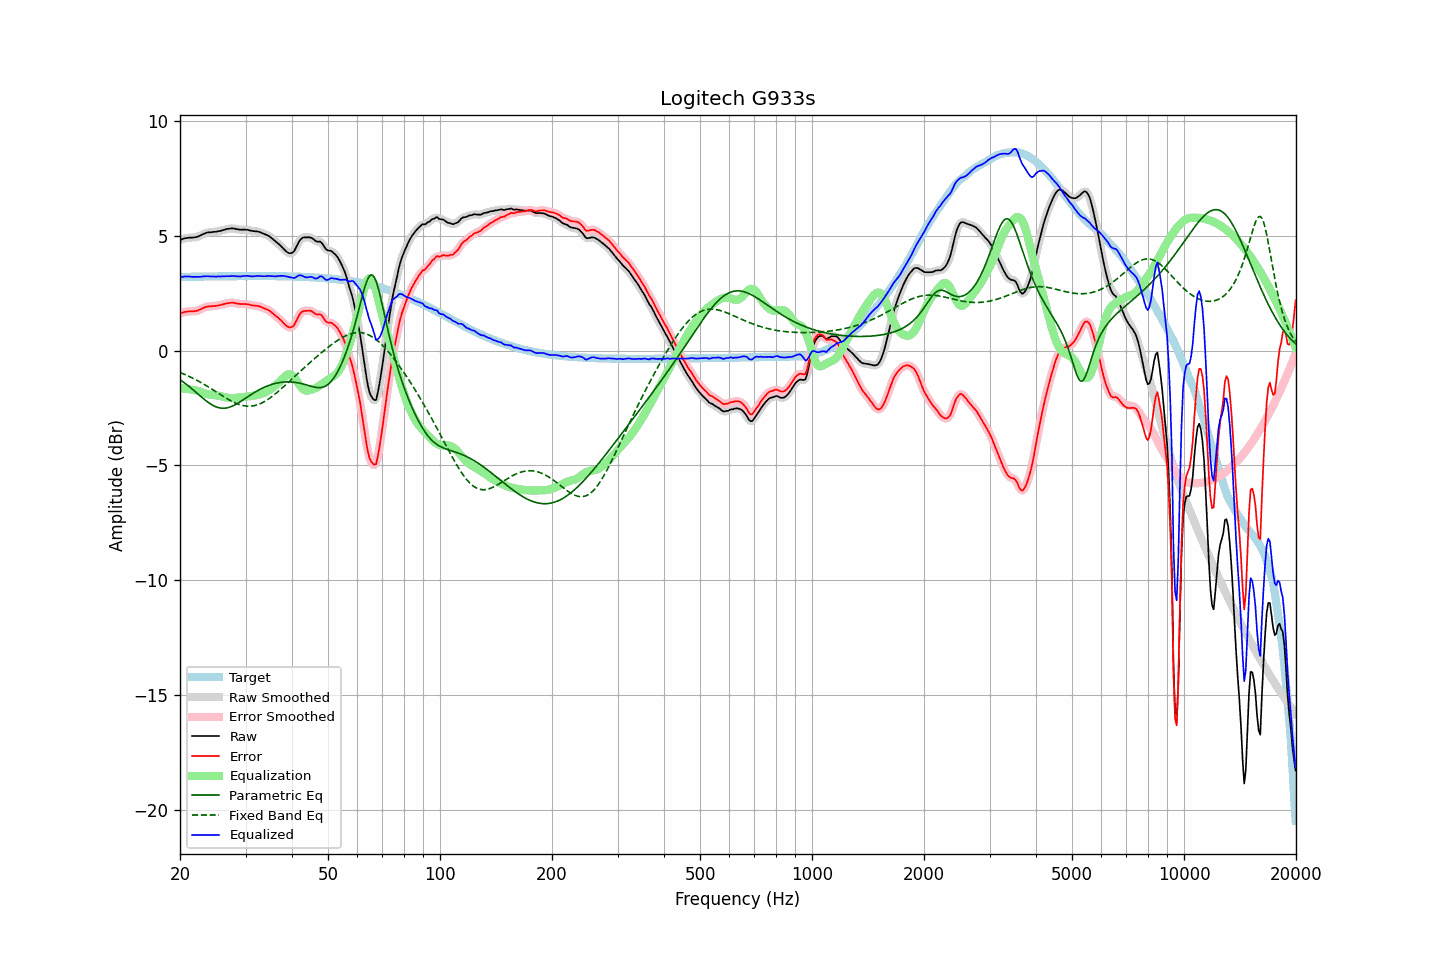 Logitech G933s
10
5
0
−5
−10
−15
−20
Amplitude (dBr)
Target
Raw Smoothed
Error Smoothed
Raw
Error
Equalization
Parametric Eq
Fixed Band Eq
Equalized
20 50 100 200 500 1000 2000 5000 10000 20000
Frequency (Hz)